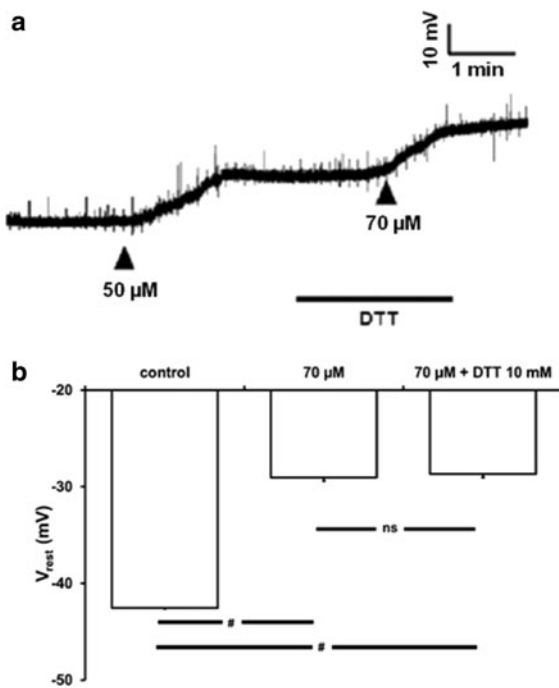 a
10 mV
1 min
50 µM
70 µM
DTT
b
control 70 µM 70 µM + DTT 10 mM
-20
-30
-40
-50
Vrest (mV)
ns
#
#